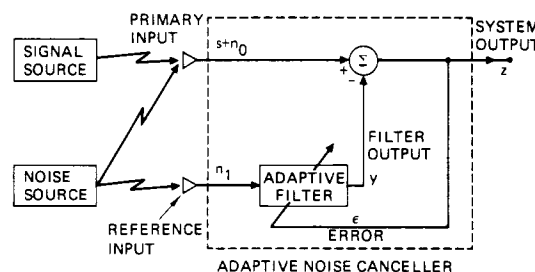 PRIMARY
INPUT
SYSTEM
OUTPUT
SIGNAL
SOURCE
s+n0
+
Σ
−
z
FILTER
OUTPUT
NOISE
SOURCE
n1
ADAPTIVE
FILTER
y
REFERENCE
INPUT
ϵ
ERROR
ADAPTIVE NOISE CANCELLER